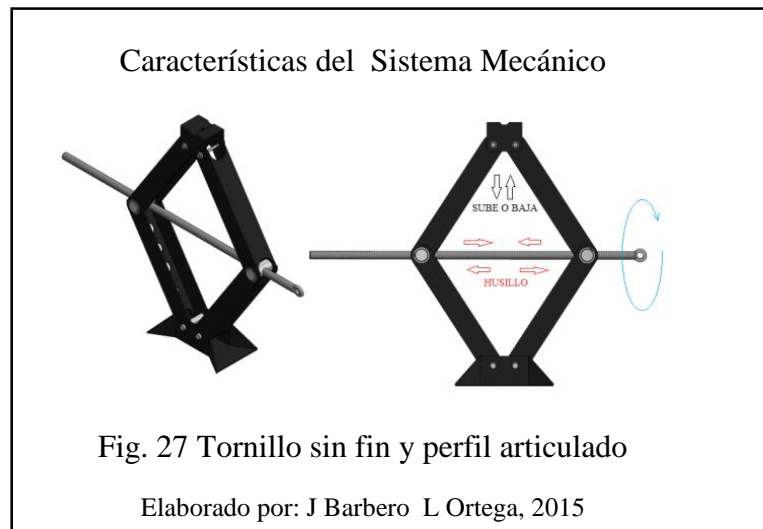 Características del Sistema Mecánico
SUBE O BAJA
HUSILLO
Fig. 27 Tornillo sin fin y perfil articulado
Elaborado por: J Barbero L Ortega, 2015